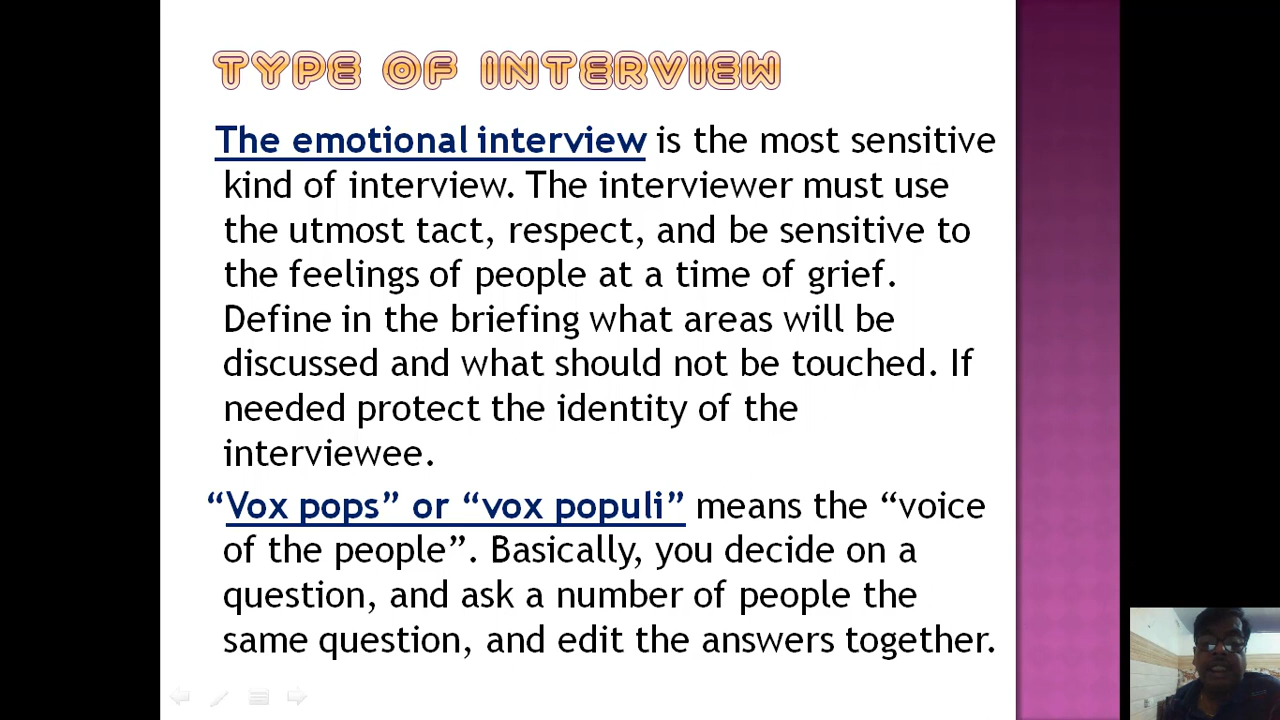 TYPE OF INTERVIEW
The emotional interview is the most sensitive
kind of interview. The interviewer must use
the utmost tact, respect, and be sensitive to
the feelings of people at a time of grief.
Define in the briefing what areas will be
discussed and what should not be touched. If
needed protect the identity of the
interviewee.
“Vox pops” or “vox populi” means the “voice
of the people”. Basically, you decide on a
question, and ask a number of people the
same question, and edit the answers together.